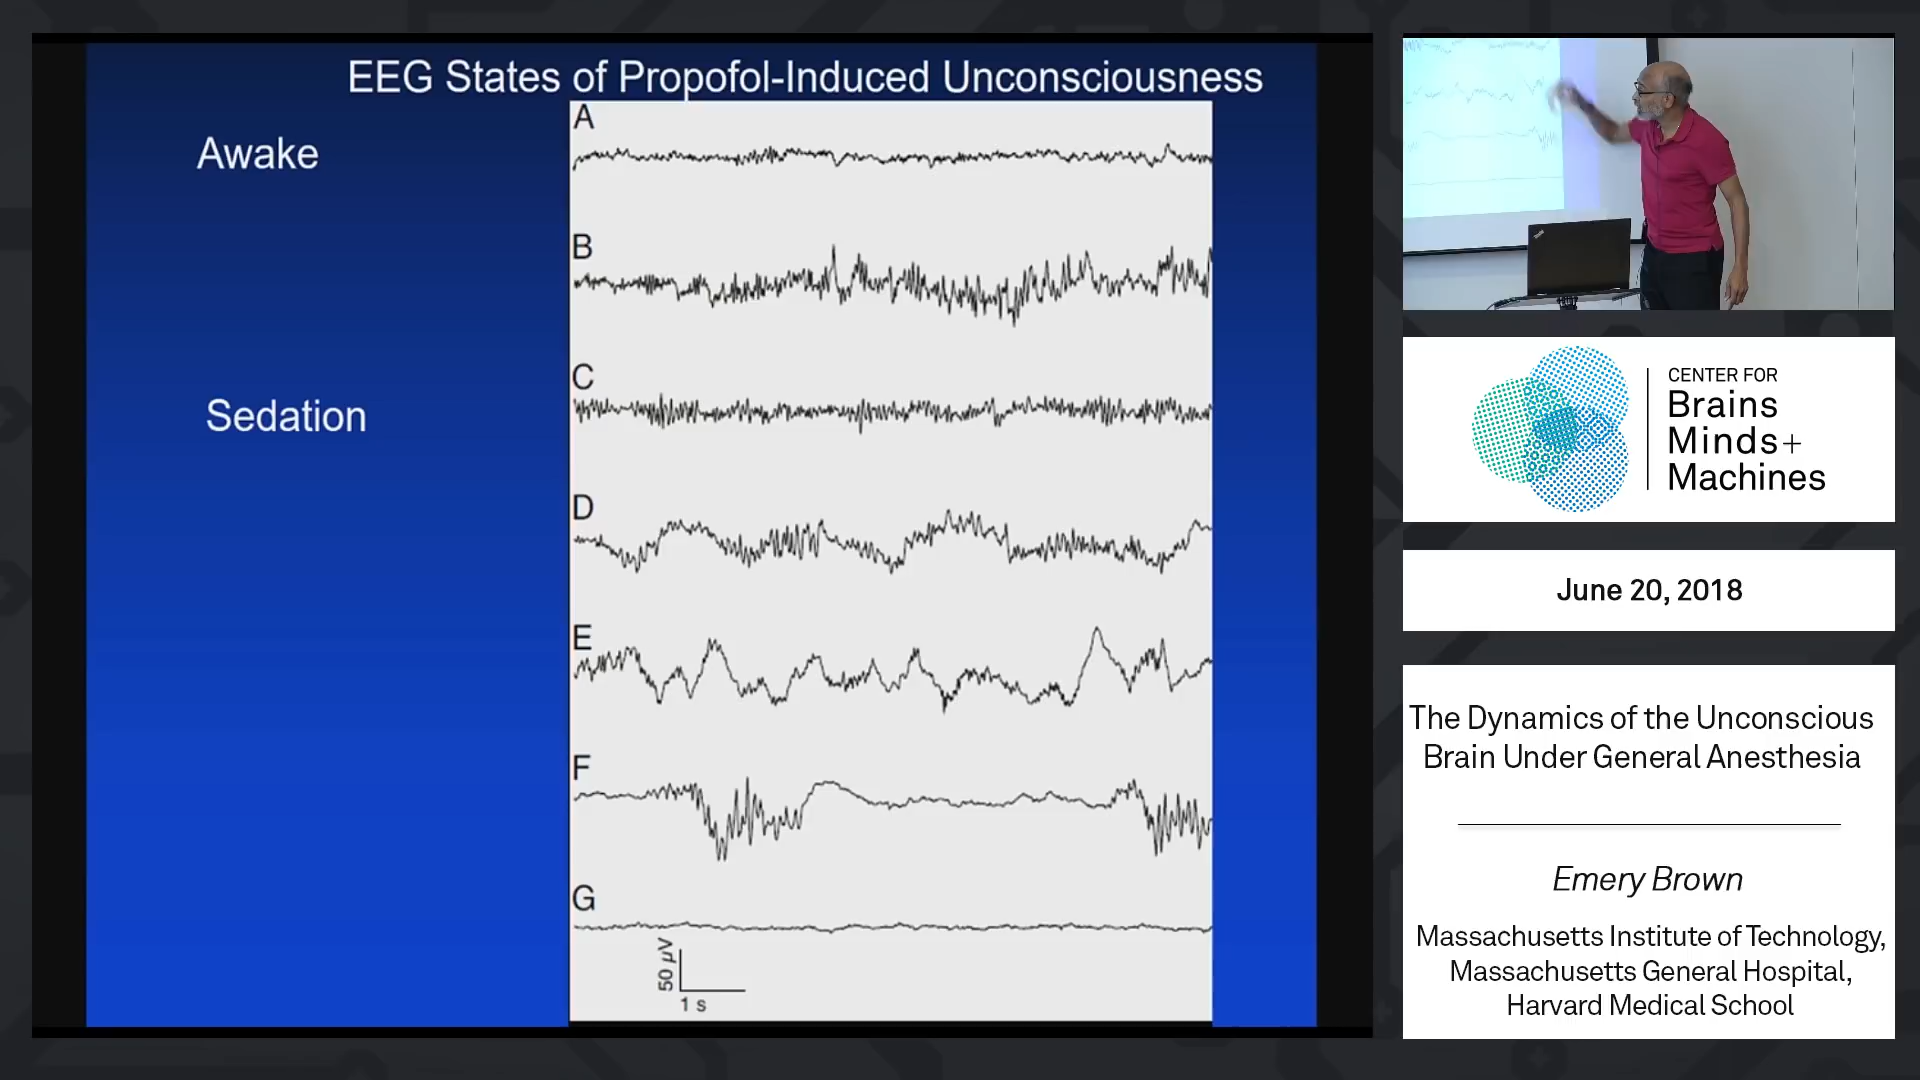 EEG States of Propofol-Induced Unconsciousness
Awake
Sedation
A
B
C
D
E
F
G
50 µV
1 s
CENTER FOR
Brains
Minds+
Machines
June 20, 2018
The Dynamics of the Unconscious
Brain Under General Anesthesia
Emery Brown
Massachusetts Institute of Technology,
Massachusetts General Hospital,
Harvard Medical School